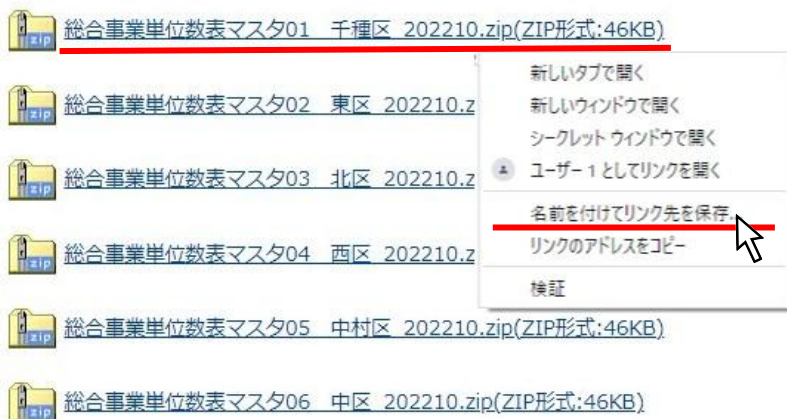 総合事業単位数表マスタ01　千種区_202210.zip(ZIP形式:46KB)
新しいタブで開く
総合事業単位数表マスタ02　東区_202210.z
新しいウィンドウで開く
シークレット ウィンドウで開く
総合事業単位数表マスタ03　北区_202210.z
ユーザー 1 としてリンクを開く
名前を付けてリンク先を保存...
総合事業単位数表マスタ04　西区_202210.z
リンクのアドレスをコピー
検証
総合事業単位数表マスタ05　中村区_202210.zip(ZIP形式:46KB)
総合事業単位数表マスタ06　中区_202210.zip(ZIP形式:46KB)